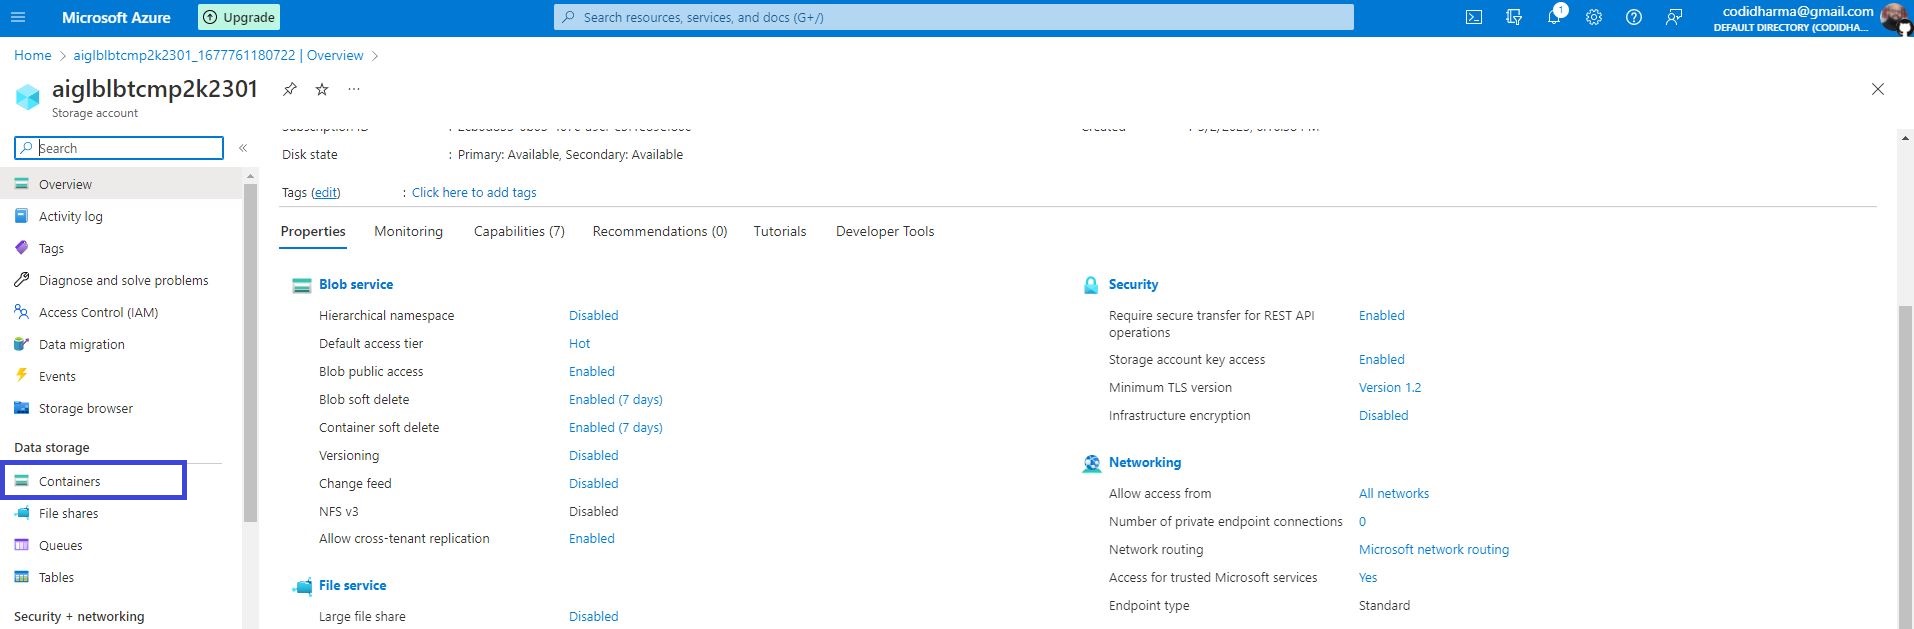 Microsoft Azure
Upgrade
Search resources, services, and docs (G+/)
1
codidharma@gmail.com
DEFAULT DIRECTORY (CODIDHA...
Home > aiglblbtcmp2k2301_1677761180722 | Overview >
aiglblbtcmp2k2301
Storage account
Search
«
Overview
Activity log
Tags
Diagnose and solve problems
Access Control (IAM)
Data migration
Events
Storage browser
Data storage
Containers
File shares
Queues
Tables
Security + networking
Disk state : Primary: Available, Secondary: Available
Tags (edit) : Click here to add tags
Properties Monitoring Capabilities (7) Recommendations (0) Tutorials Developer Tools
Blob service
Hierarchical namespace Disabled
Default access tier Hot
Blob public access Enabled
Blob soft delete Enabled (7 days)
Container soft delete Enabled (7 days)
Versioning Disabled
Change feed Disabled
NFS v3 Disabled
Allow cross-tenant replication Enabled
File service
Large file share Disabled
Security
Require secure transfer for REST API Enabled
operations
Storage account key access Enabled
Minimum TLS version Version 1.2
Infrastructure encryption Disabled
Networking
Allow access from All networks
Number of private endpoint connections 0
Network routing Microsoft network routing
Access for trusted Microsoft services Yes
Endpoint type Standard